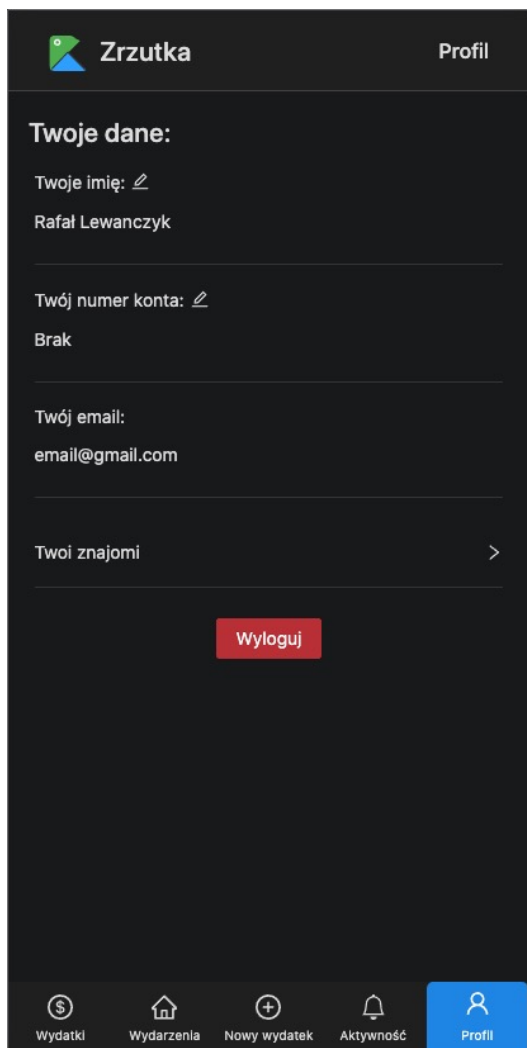 Zrzutka Profil
Twoje dane:
Twoje imię:
Rafał Lewanczyk
Twój numer konta:
Brak
Twój email:
email@gmail.com
Twoi znajomi
Wyloguj
Wydatki Wydarzenia Nowy wydatek Aktywność Profil